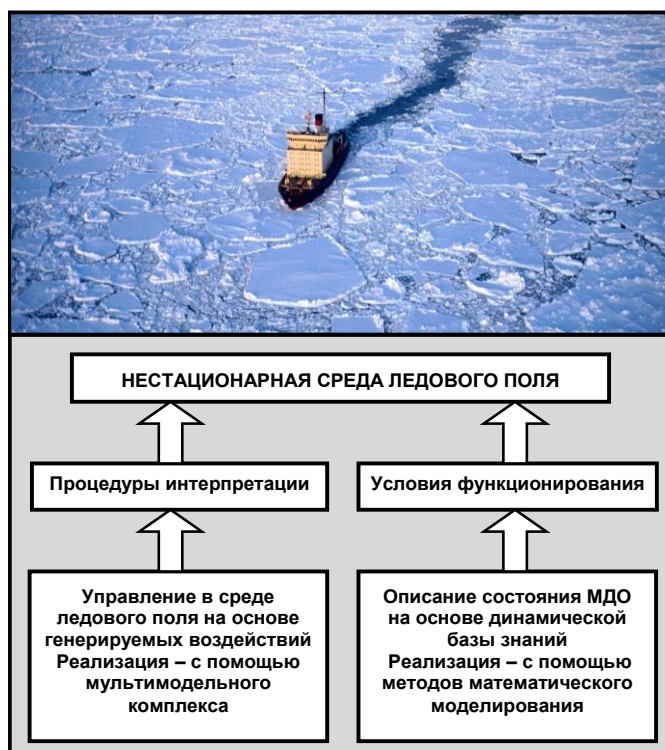 НЕСТАЦИОНАРНАЯ СРЕДА ЛЕДОВОГО ПОЛЯ
Процедуры интерпретации
Условия функционирования
Управление в среде
ледового поля на основе
генерируемых воздействий
Реализация – с помощью
мультимодельного
комплекса
Описание состояния МДО
на основе динамической
базы знаний
Реализация – с помощью
методов математического
моделирования